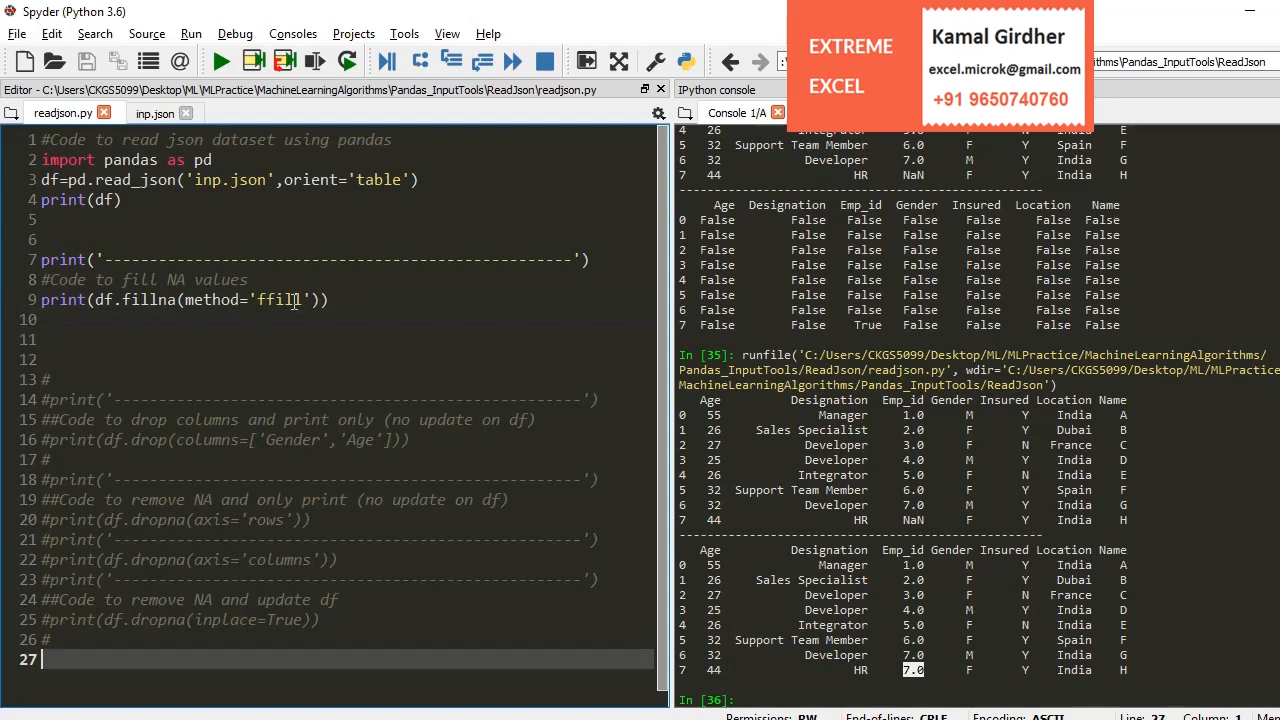 Spyder (Python 3.6)
File Edit Search Source Run Debug Consoles Projects Tools View Help
EXTREME
EXCEL
Kamal Girdher
excel.microk@gmail.com
+91 9650740760
:\
ithms/Pandas_InputTools/ReadJson
Editor - C:\Users\CKGS5099\Desktop\ML\MLPractice\MachineLearningAlgorithms\Pandas_InputTools\ReadJson\readjson.py
readjson.py
inp.json
1 #Code to read json dataset using pandas
2 import pandas as pd
3 df=pd.read_json('inp.json',orient='table')
4 print(df)
5
6
7 print('----------------------------------------------------')
8 #Code to fill NA values
9 print(df.fillna(method='ffill'))
10
11
12
13 #
14 #print('----------------------------------------------------')
15 ##Code to drop columns and print only (no update on df)
16 #print(df.drop(columns=['Gender','Age']))
17 #
18 #print('----------------------------------------------------')
19 ##Code to remove NA and only print (no update on df)
20 #print(df.dropna(axis='rows'))
21 #print('----------------------------------------------------')
22 #print(df.dropna(axis='columns'))
23 #print('----------------------------------------------------')
24 ##Code to remove NA and update df
25 #print(df.dropna(inplace=True))
26 #
27
IPython console
Console 1/A
4 26 Integrator 5.0 F N India E
5 32 Support Team Member 6.0 F Y Spain F
6 32 Developer 7.0 M Y India G
7 44 HR NaN F Y India H
----------------------------------------------------
Age Designation Emp_id Gender Insured Location Name
0 False False False False False False False
1 False False False False False False False
2 False False False False False False False
3 False False False False False False False
4 False False False False False False False
5 False False False False False False False
6 False False False False False False False
7 False False True False False False False
In [35]: runfile('C:/Users/CKGS5099/Desktop/ML/MLPractice/MachineLearningAlgorithms/
Pandas_InputTools/ReadJson/readjson.py', wdir='C:/Users/CKGS5099/Desktop/ML/MLPractice/
MachineLearningAlgorithms/Pandas_InputTools/ReadJson')
Age Designation Emp_id Gender Insured Location Name
0 55 Manager 1.0 M Y India A
1 26 Sales Specialist 2.0 F Y Dubai B
2 27 Developer 3.0 F N France C
3 25 Developer 4.0 M Y India D
4 26 Integrator 5.0 F N India E
5 32 Support Team Member 6.0 F Y Spain F
6 32 Developer 7.0 M Y India G
7 44 HR NaN F Y India H
----------------------------------------------------
Age Designation Emp_id Gender Insured Location Name
0 55 Manager 1.0 M Y India A
1 26 Sales Specialist 2.0 F Y Dubai B
2 27 Developer 3.0 F N France C
3 25 Developer 4.0 M Y India D
4 26 Integrator 5.0 F N India E
5 32 Support Team Member 6.0 F Y Spain F
6 32 Developer 7.0 M Y India G
7 44 HR 7.0 F Y India H
In [36]:
Permissions: RW End-of-lines: CRLF Encoding: ASCII Line: 27 Column: 1 Mem